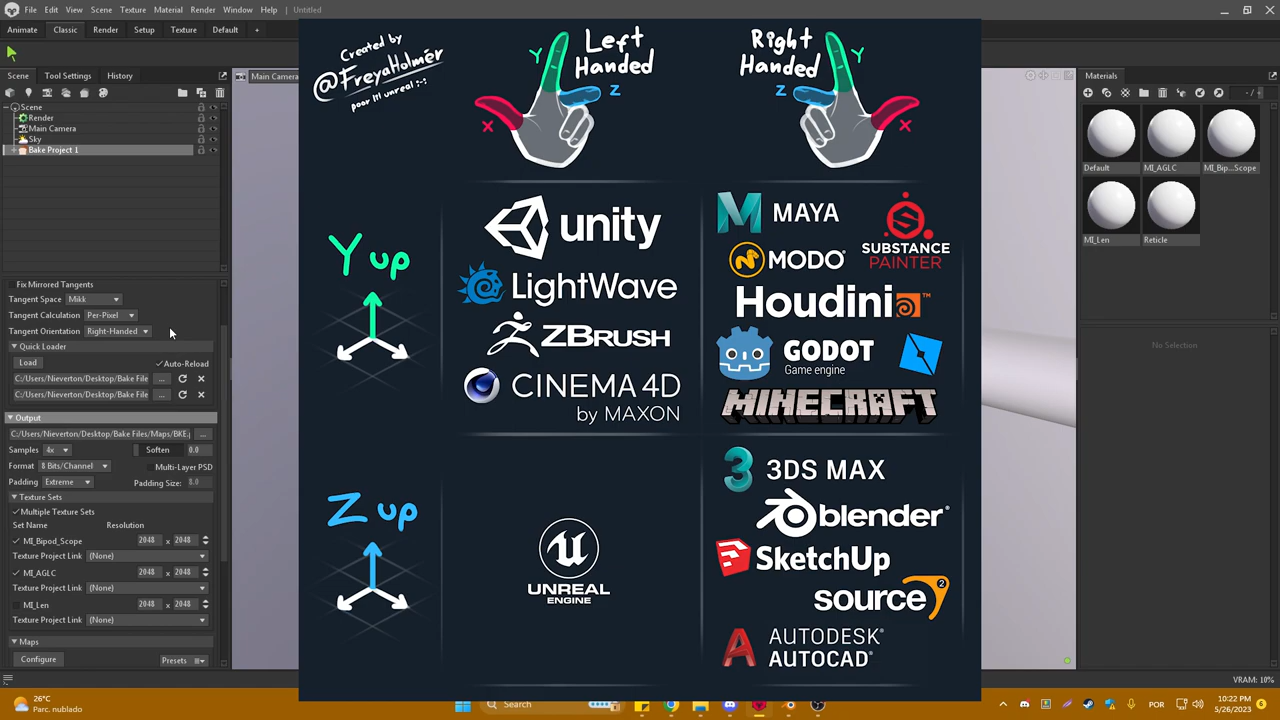 File Edit View Scene Texture Material Render Window Help Untitled
Animate Classic Render Setup Texture Default +
Scene Tool Settings History
Main Camera
Materials
Scene
Render
Main Camera
Sky
Bake Project 1
Fix Mirrored Tangents
Tangent Space Mikk
Tangent Calculation Per-Pixel
Tangent Orientation Right-Handed
Quick Loader
Load Auto-Reload
C:/Users/Nieverton/Desktop/Bake File ...
C:/Users/Nieverton/Desktop/Bake File ...
Output
C:/Users/Nieverton/Desktop/Bake Files/Maps/BKE.p ...
Samples 4x Soften 0.0
Format 8 Bits/Channel Multi-Layer PSD
Padding Extreme Padding Size: 8.0
Texture Sets
Multiple Texture Sets
Set Name Resolution
MI_Bipod_Scope 2048 x 2048
Texture Project Link (None)
MI_AGLC 2048 x 2048
Texture Project Link (None)
MI_Len 2048 x 2048
Texture Project Link (None)
Maps
Configure Presets
Created by
@FreyaHolmér
poor lil unreal :-:
Left
Handed
Y
Z
X
Right
Handed
Y
Z
X
Y up
unity
LightWave
ZBRUSH
CINEMA 4D
by MAXON
MAYA
SUBSTANCE
PAINTER
MODO
Houdini™
GODOT
Game engine
MINECRAFT
Z up
UNREAL
ENGINE
3 3DS MAX
blender®
SketchUp
source 2
AUTODESK®
AUTOCAD®
Default MI_AGLC MI_Bip..._Scope
MI_Len Reticle
No Selection
VRAM: 10%
26°C
Parc. nublado
Search
POR
10:22 PM
5/26/2023